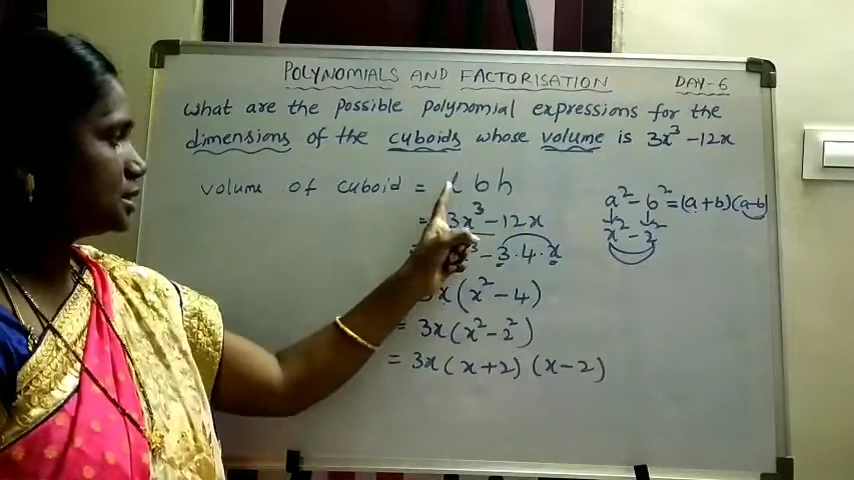 POLYNOMIALS AND FACTORISATION DAY-6
What are the possible polynomial expressions for the
dimensions of the cuboids whose volume is 3x³ -12x
volume of cuboid = l b h
= 3x³ -12x
x³ - 3·4·x
3x(x² -4)
= 3x(x² -2²)
= 3x(x+2)(x-2)
a² - b² = (a+b)(a-b)
x² - 2²